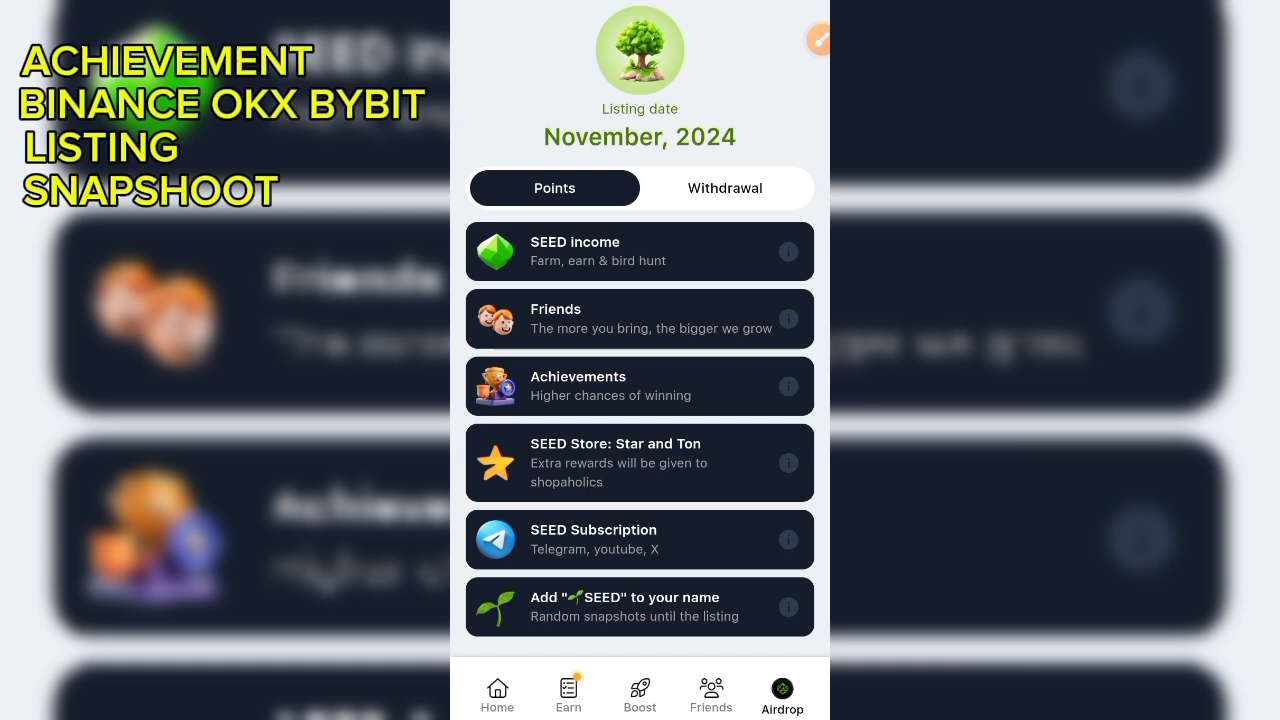 ACHIEVEMENT
BINANCE OKX BYBIT
LISTING
SNAPSHOOT
Listing date
November, 2024
Points
Withdrawal
SEED income
Farm, earn & bird hunt
Friends
The more you bring, the bigger we grow
Achievements
Higher chances of winning
SEED Store: Star and Ton
Extra rewards will be given to
shopaholics
SEED Subscription
Telegram, youtube, X
Add "🌱SEED" to your name
Random snapshots until the listing
Home
Earn
Boost
Friends
Airdrop